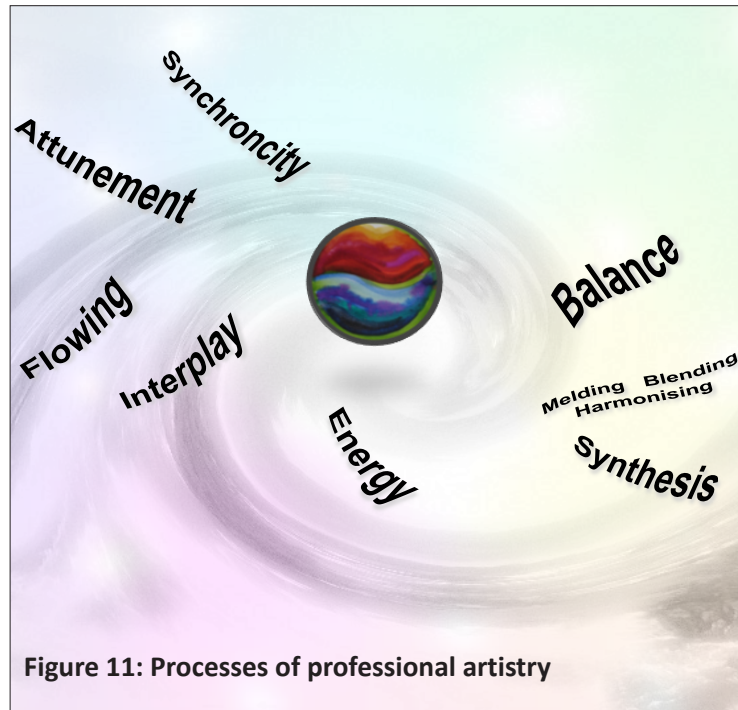 Synchroncity
Attunement
Balance
Flowing
Interplay
Melding Blending
Harmonising
Energy
Synthesis
Figure 11: Processes of professional artistry